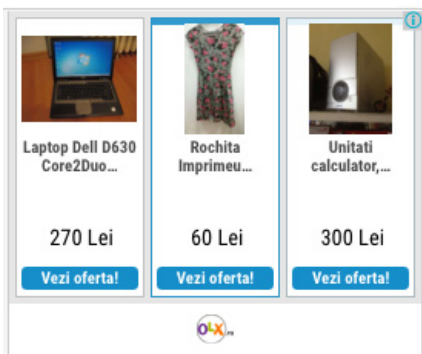 Laptop Dell D630
Core2Duo...
270 Lei
Vezi oferta!
Rochita
Imprimeu...
60 Lei
Vezi oferta!
Unitati
calculator,...
300 Lei
Vezi oferta!
OLX